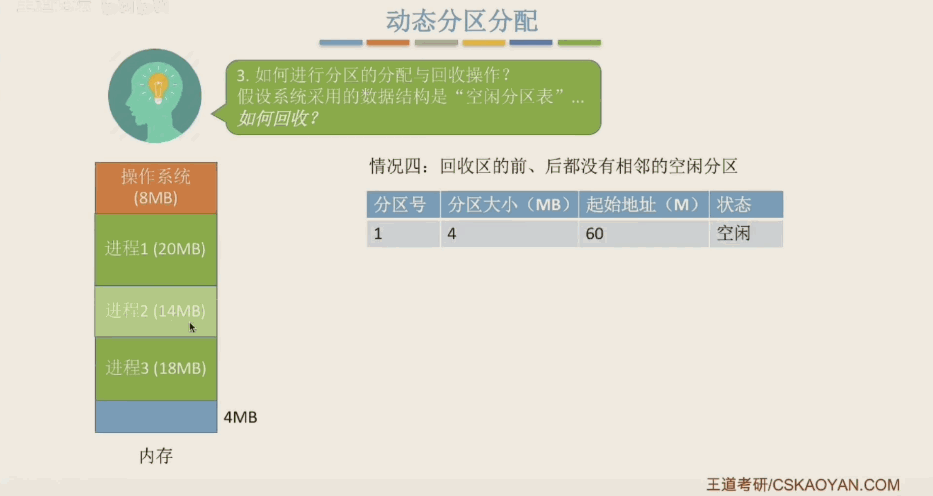 动态分区分配
3. 如何进行分区的分配与回收操作？
假设系统采用的数据结构是“空闲分区表”...
如何回收？
操作系统
(8MB)
进程1 (20MB)
进程2 (14MB)
进程3 (18MB)
4MB
内存
情况四：回收区的前、后都没有相邻的空闲分区
分区号 分区大小（MB） 起始地址（M） 状态
1 4 60 空闲
王道考研/CSKAOYAN.COM